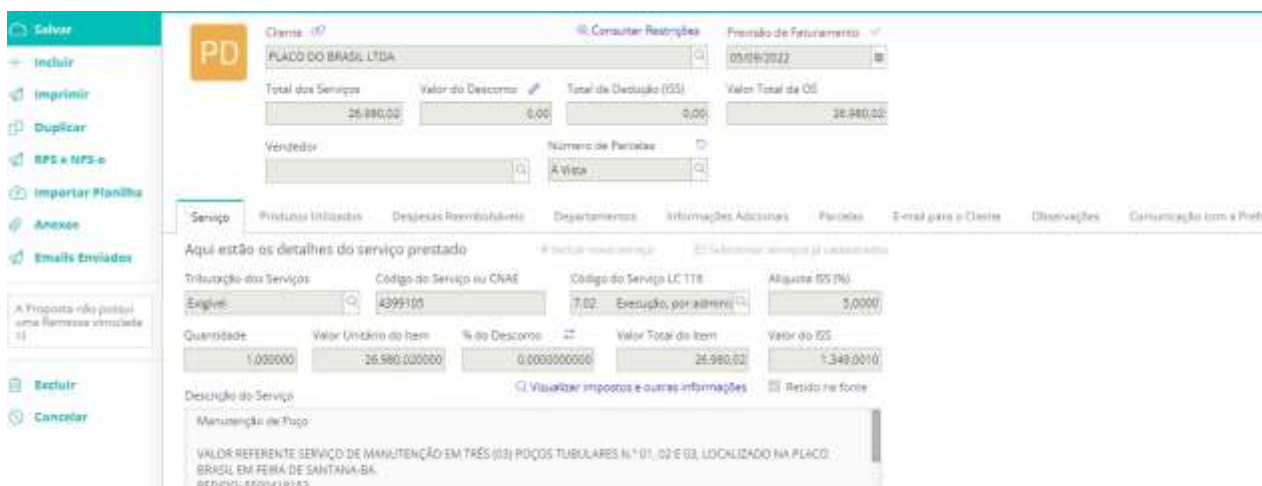 Salvar
Incluir
Imprimir
Duplicar
RPS e NFS-e
Importar Planilha
Anexos
Emails Enviados
A Proposta não possui
uma Remessa vinculada
Excluir
Cancelar
PD
Cliente Consultar Restrições Previsão de Faturamento
PLACO DO BRASIL LTDA 05/09/2022
Total dos Serviços Valor do Desconto Total da Dedução (ISS) Valor Total da OS
26.980,02 0,00 0,00 26.980,02
Vendedor Número de Parcelas
A Vista
Serviço Produtos Utilizados Despesas Reembolsáveis Departamentos Informações Adicionais Parcelas E-mail para o Cliente Observações Comunicação com a Pref
Aqui estão os detalhes do serviço prestado Incluir novo serviço Selecionar serviços já cadastrados
Tributação dos Serviços Código do Serviço ou CNAE Código do Serviço LC 116 Alíquota ISS (%)
Exigível 4399105 7.02 Execução, por adminis 5,0000
Quantidade Valor Unitário do Item % do Desconto Valor Total do Item Valor do ISS
1,000000 26.980,020000 0,0000000000 26.980,02 1.349,0010
Visualizar impostos e outras informações Retido na fonte
Descrição do Serviço
Manutenção de Poço
VALOR REFERENTE SERVIÇO DE MANUTENÇÃO EM TRÊS (03) POÇOS TUBULARES N.º 01, 02 E 03, LOCALIZADO NA PLACO
BRASIL EM FEIRA DE SANTANA-BA.
PEDIDO: